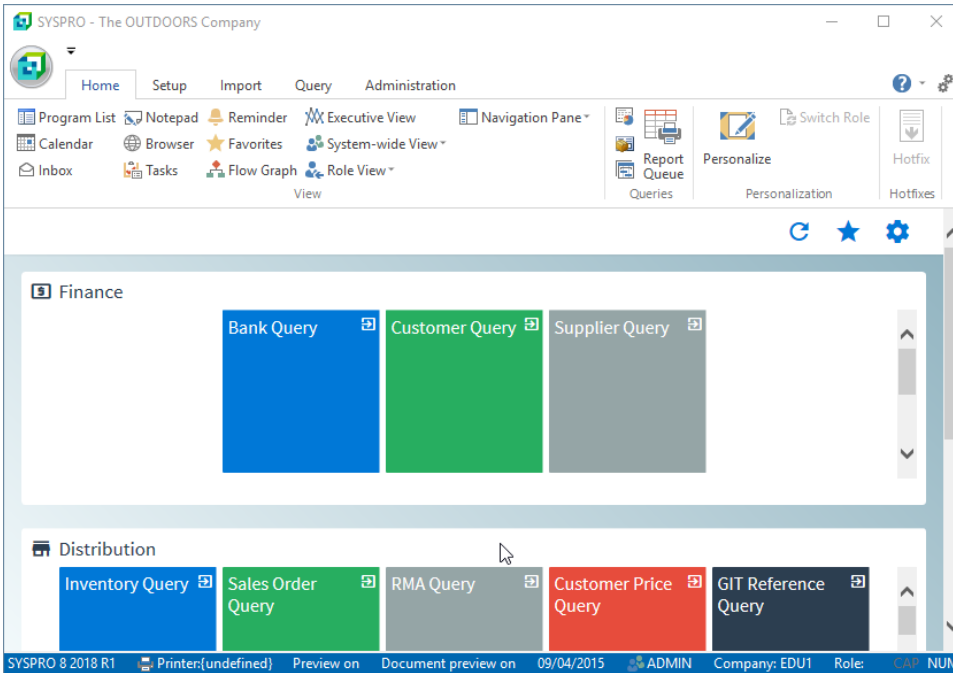 SYSPRO - The OUTDOORS Company
Home Setup Import Query Administration
Program List Notepad Reminder Executive View Navigation Pane Switch Role
Calendar Browser Favorites System-wide View
Inbox Tasks Flow Graph Role View Report Queue Personalize Hotfix
View Queries Personalization Hotfixes
Finance
Bank Query Customer Query Supplier Query
Distribution
Inventory Query Sales Order Query RMA Query Customer Price Query GIT Reference Query
SYSPRO 8 2018 R1 Printer:{undefined} Preview on Document preview on 09/04/2015 ADMIN Company: EDU1 Role: CAP NUM